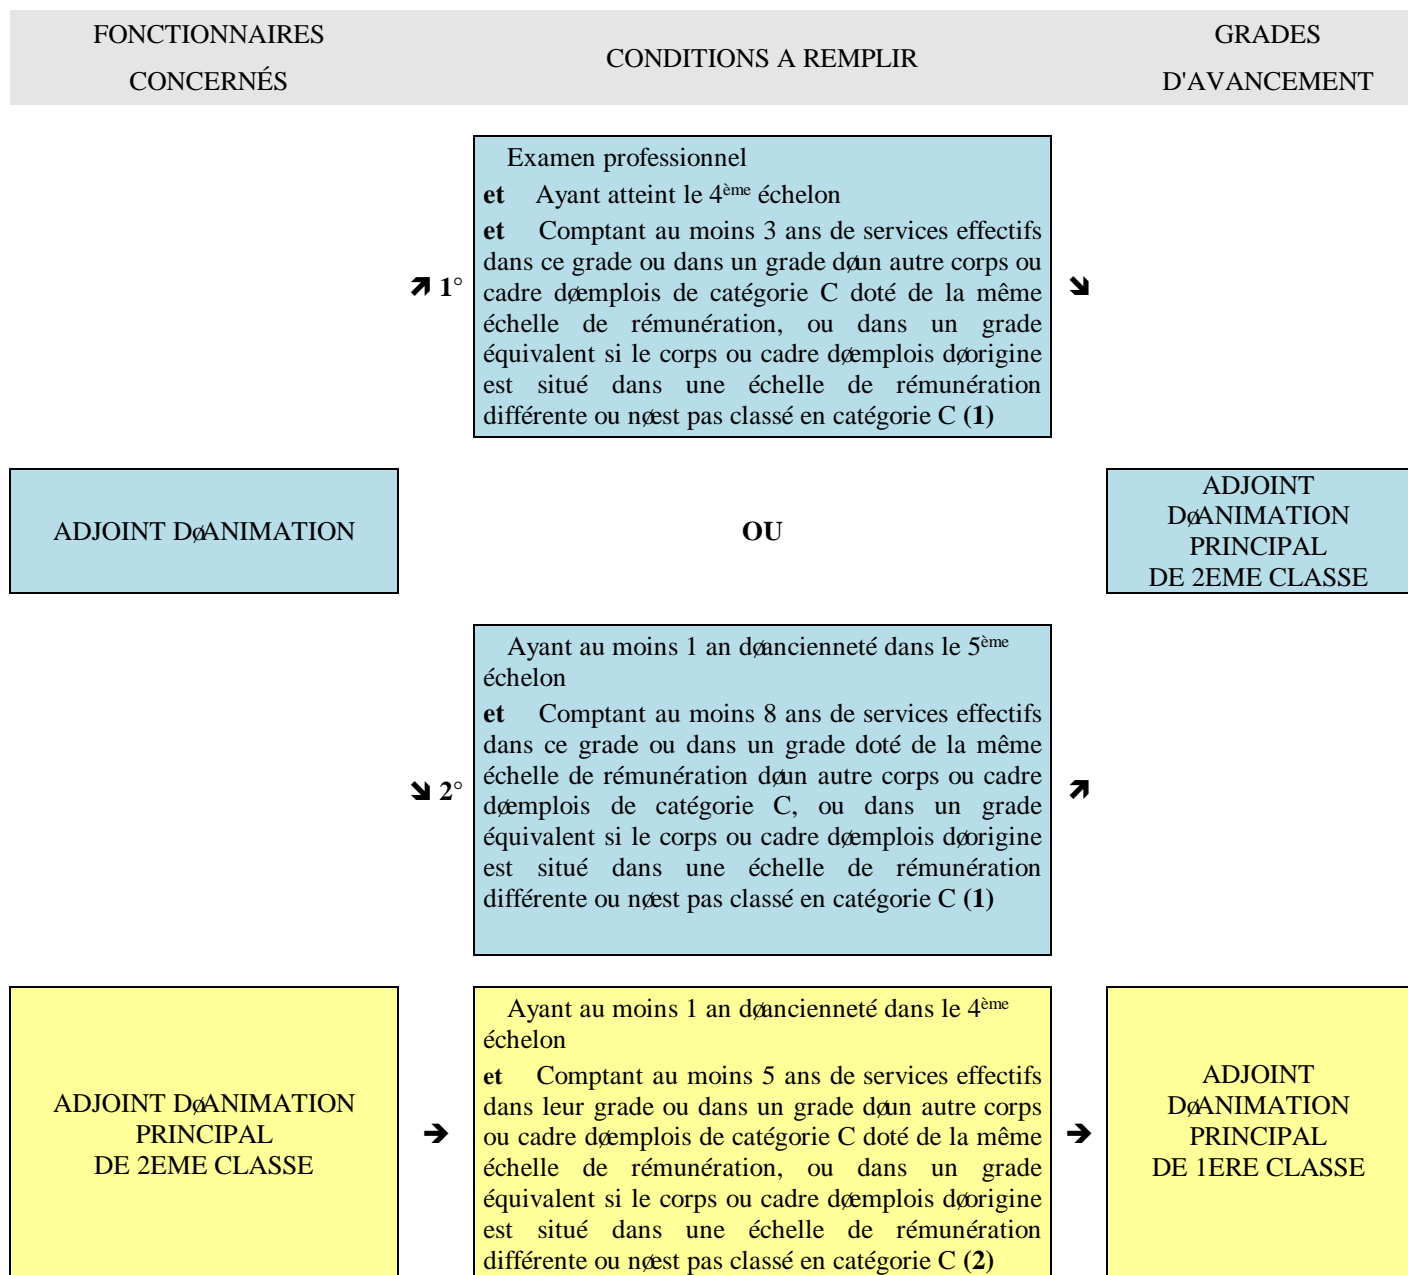 FONCTIONNAIRES
CONCERNÉS
CONDITIONS A REMPLIR
GRADES
D'AVANCEMENT
Examen professionnel
et Ayant atteint le 4ème échelon
et Comptant au moins 3 ans de services effectifs
dans ce grade ou dans un grade døun autre corps ou
cadre døemplois de catégorie C doté de la même
échelle de rémunération, ou dans un grade
équivalent si le corps ou cadre døemplois døorigine
est situé dans une échelle de rémunération
différente ou nøest pas classé en catégorie C (1)
➔ 1°
ADJOINT DøANIMATION
OU
ADJOINT
DøANIMATION
PRINCIPAL
DE 2EME CLASSE
Ayant au moins 1 an døancienneté dans le 5ème
échelon
et Comptant au moins 8 ans de services effectifs
dans ce grade ou dans un grade doté de la même
échelle de rémunération døun autre corps ou cadre
døemplois de catégorie C, ou dans un grade
équivalent si le corps ou cadre døemplois døorigine
est situé dans une échelle de rémunération
différente ou nøest pas classé en catégorie C (1)
➔ 2°
ADJOINT DøANIMATION
PRINCIPAL
DE 2EME CLASSE
Ayant au moins 1 an døancienneté dans le 4ème
échelon
et Comptant au moins 5 ans de services effectifs
dans leur grade ou dans un grade døun autre corps
ou cadre døemplois de catégorie C doté de la même
échelle de rémunération, ou dans un grade
équivalent si le corps ou cadre døemplois døorigine
est situé dans une échelle de rémunération
différente ou nøest pas classé en catégorie C (2)
ADJOINT
DøANIMATION
PRINCIPAL
DE 1ERE CLASSE